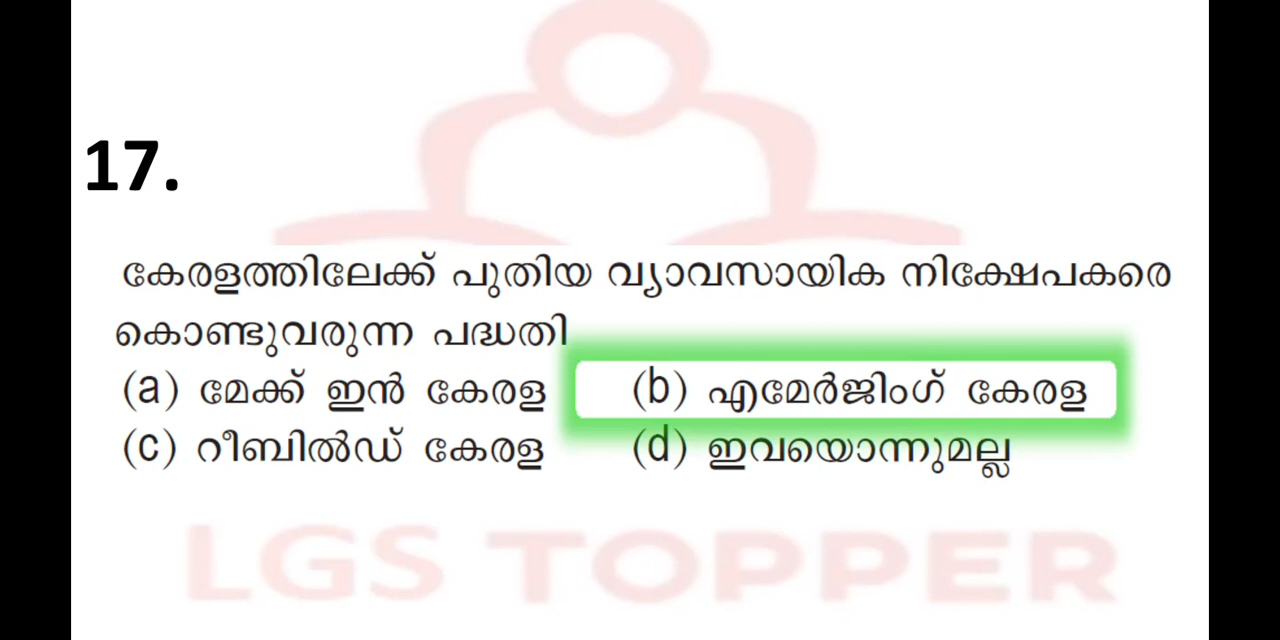 17.
കേരളത്തിലേക്ക് പുതിയ വ്യാവസായിക നിക്ഷേപകരെ
കൊണ്ടുവരുന്ന പദ്ധതി
(a) മേക്ക് ഇൻ കേരള (b) എമേർജിംഗ് കേരള
(c) റീബിൽഡ് കേരള (d) ഇവയൊന്നുമല്ല
LGS TOPPER